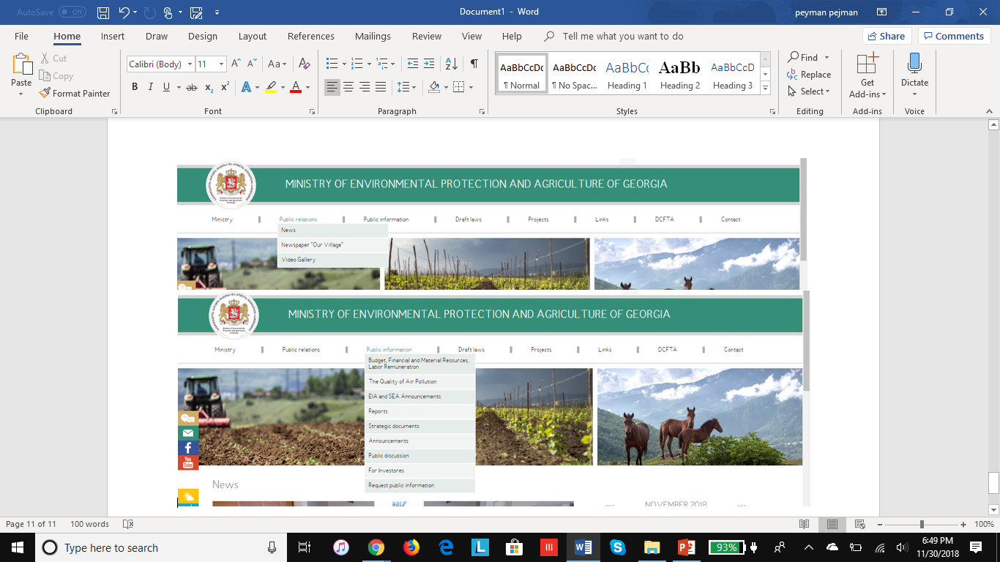 AutoSave Off
Document1 - Word
peyman pejman
File Home Insert Draw Design Layout References Mailings Review View Help Tell me what you want to do Share Comments
Paste
Cut
Copy
Format Painter
Clipboard
Calibri (Body) 11
Font
Paragraph
AaBbCcDc AaBbCcDc AaBbCc AaBb AaBbCcD
¶ Normal ¶ No Spac... Heading 1 Heading 2 Heading 3
Styles
Find
Replace
Select
Editing
Get
Add-ins
Add-ins
Dictate
Voice
MINISTRY OF ENVIRONMENTAL PROTECTION AND AGRICULTURE OF GEORGIA
Ministry Public relations Public information Draft laws Projects Links DCFTA Contact
News
Newspaper "Our Village"
Video Gallery
MINISTRY OF ENVIRONMENTAL PROTECTION AND AGRICULTURE OF GEORGIA
Ministry Public relations Public information Draft laws Projects Links DCFTA Contact
Budget, Financial and Material Resources,
Labor Remuneration
The Quality of Air Pollution
EIA and SEA Announcements
Reports
Strategic documents
Announcements
Public discussion
For Investores
Request public information
You
Tube
News
NOVEMBER 2018
Page 11 of 11 100 words
100%
Type here to search
93%
6:49 PM
11/30/2018